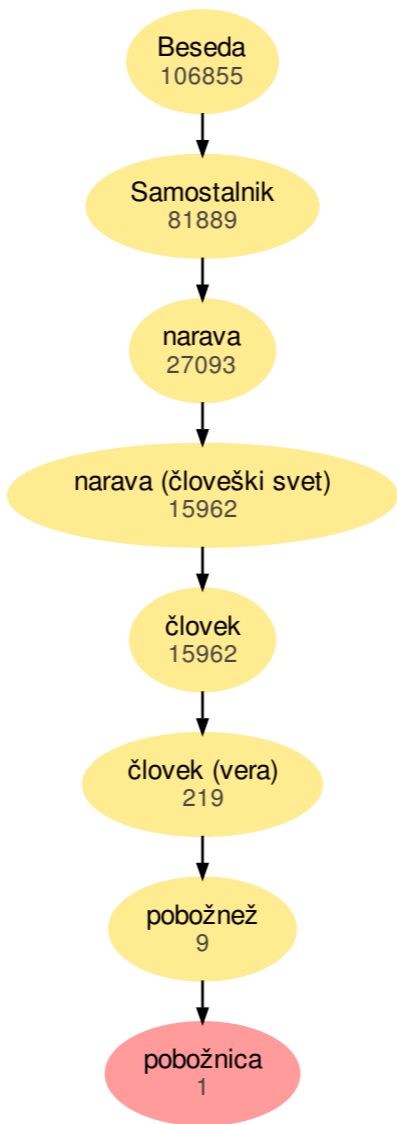 Beseda
106855
Samostalnik
81889
narava
27093
narava (človeški svet)
15962
človek
15962
človek (vera)
219
pobožnež
9
pobožnica
1